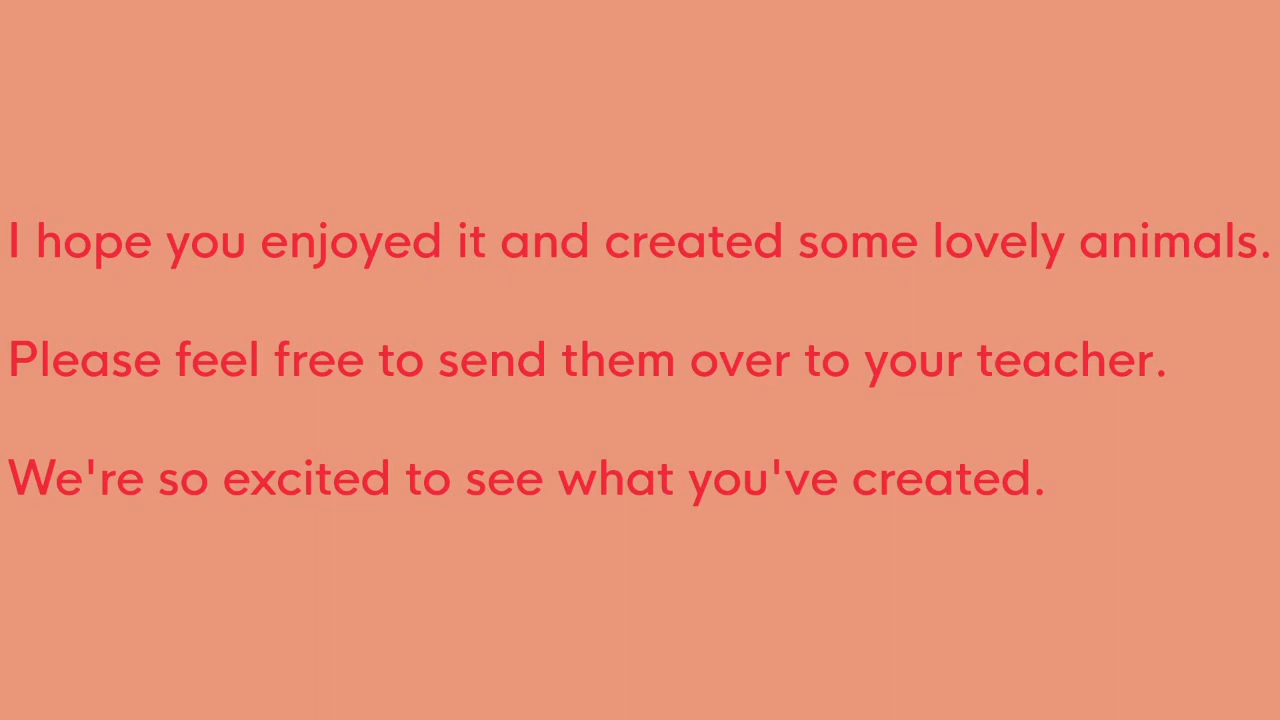 I hope you enjoyed it and created some lovely animals.
Please feel free to send them over to your teacher.
We're so excited to see what you've created.